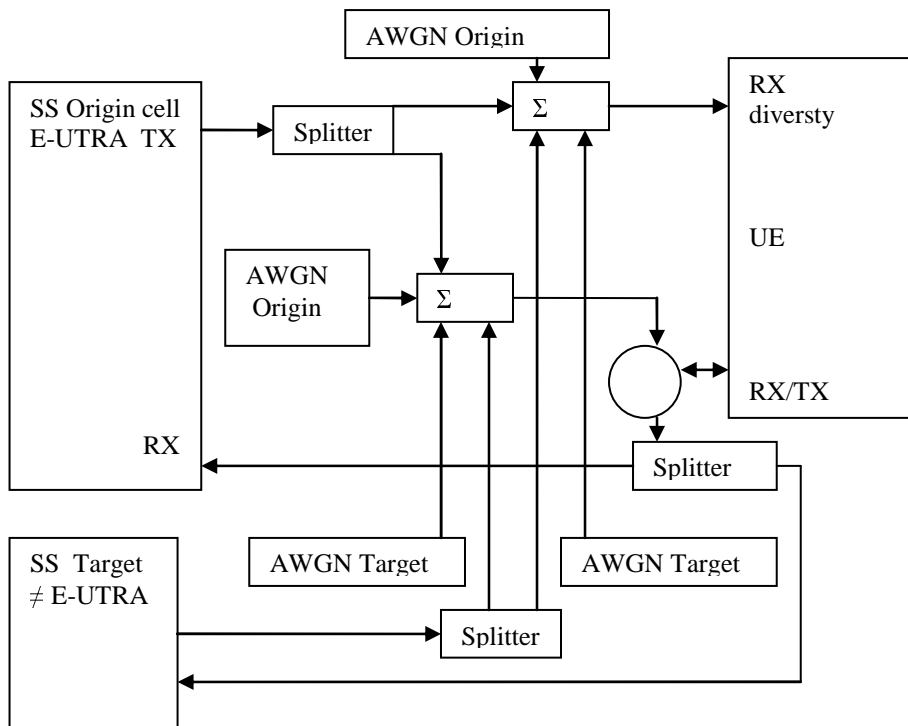 AWGN Origin
SS Origin cell
E-UTRA TX
Splitter
Σ
RX
diversty
UE
AWGN
Origin
Σ
RX/TX
RX
Splitter
SS Target
≠ E-UTRA
AWGN Target
AWGN Target
Splitter